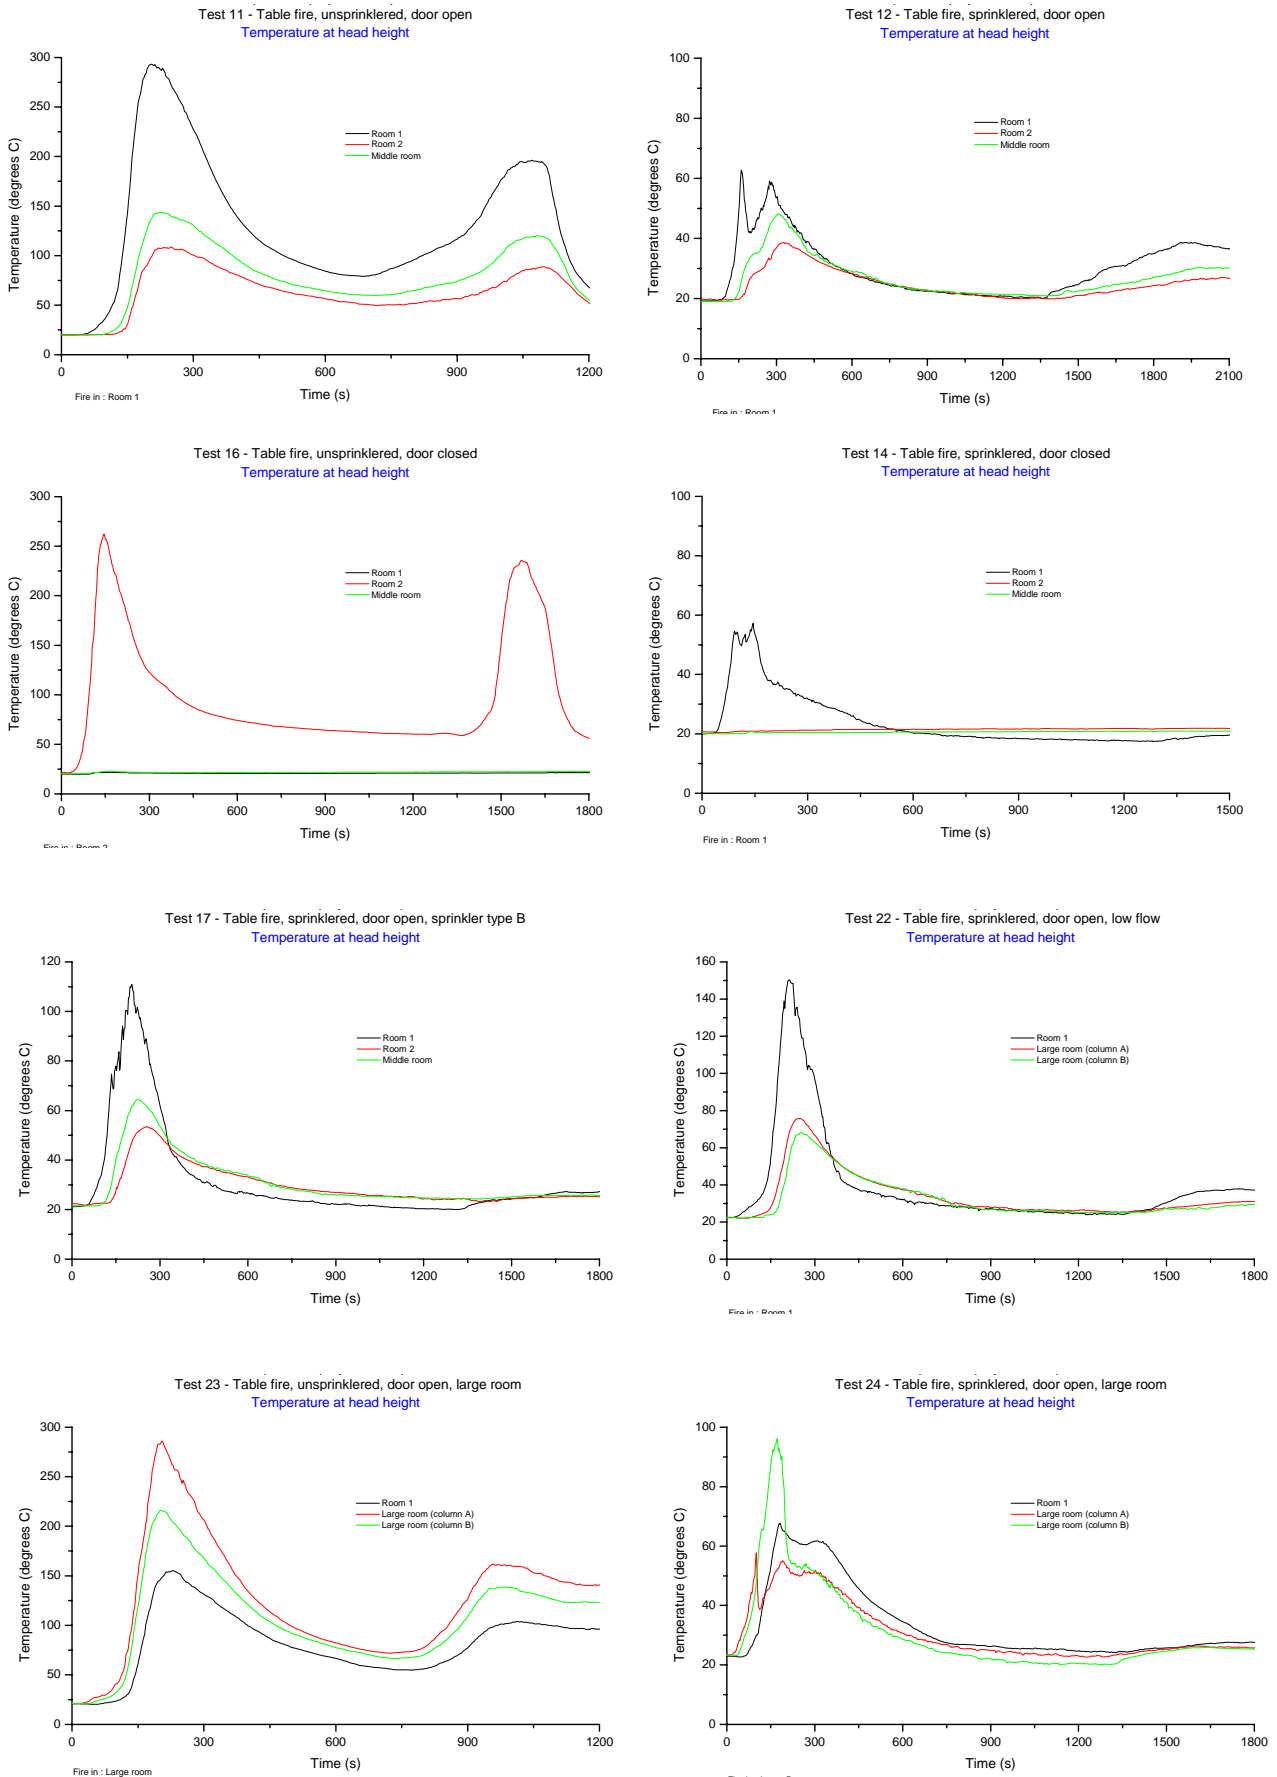 Test 11 - Table fire, unsprinklered, door open
Temperature at head height
300
250
200
150
100
50
0
Temperature (degrees C)
Room 1
Room 2
Middle room
0 300 600 900 1200
Time (s)
Fire in : Room 1
Test 12 - Table fire, sprinklered, door open
Temperature at head height
100
80
60
40
20
0
Temperature (degrees C)
Room 1
Room 2
Middle room
0 300 600 900 1200 1500 1800 2100
Time (s)
Fire in : Room 1
Test 16 - Table fire, unsprinklered, door closed
Temperature at head height
300
250
200
150
100
50
0
Temperature (degrees C)
Room 1
Room 2
Middle room
0 300 600 900 1200 1500 1800
Time (s)
Fire in : Room 2
Test 14 - Table fire, sprinklered, door closed
Temperature at head height
100
80
60
40
20
0
Temperature (degrees C)
Room 1
Room 2
Middle room
0 300 600 900 1200 1500
Time (s)
Fire in : Room 1
Test 17 - Table fire, sprinklered, door open, sprinkler type B
Temperature at head height
120
100
80
60
40
20
0
Temperature (degrees C)
Room 1
Room 2
Middle room
0 300 600 900 1200 1500 1800
Time (s)
Test 22 - Table fire, sprinklered, door open, low flow
Temperature at head height
160
140
120
100
80
60
40
20
0
Temperature (degrees C)
Room 1
Large room (column A)
Large room (column B)
0 300 600 900 1200 1500 1800
Time (s)
Fire in : Room 1
Test 23 - Table fire, unsprinklered, door open, large room
Temperature at head height
300
250
200
150
100
50
0
Temperature (degrees C)
Room 1
Large room (column A)
Large room (column B)
0 300 600 900 1200
Time (s)
Fire in : Large room
Test 24 - Table fire, sprinklered, door open, large room
Temperature at head height
100
80
60
40
20
0
Temperature (degrees C)
Room 1
Large room (column A)
Large room (column B)
0 300 600 900 1200 1500 1800
Time (s)